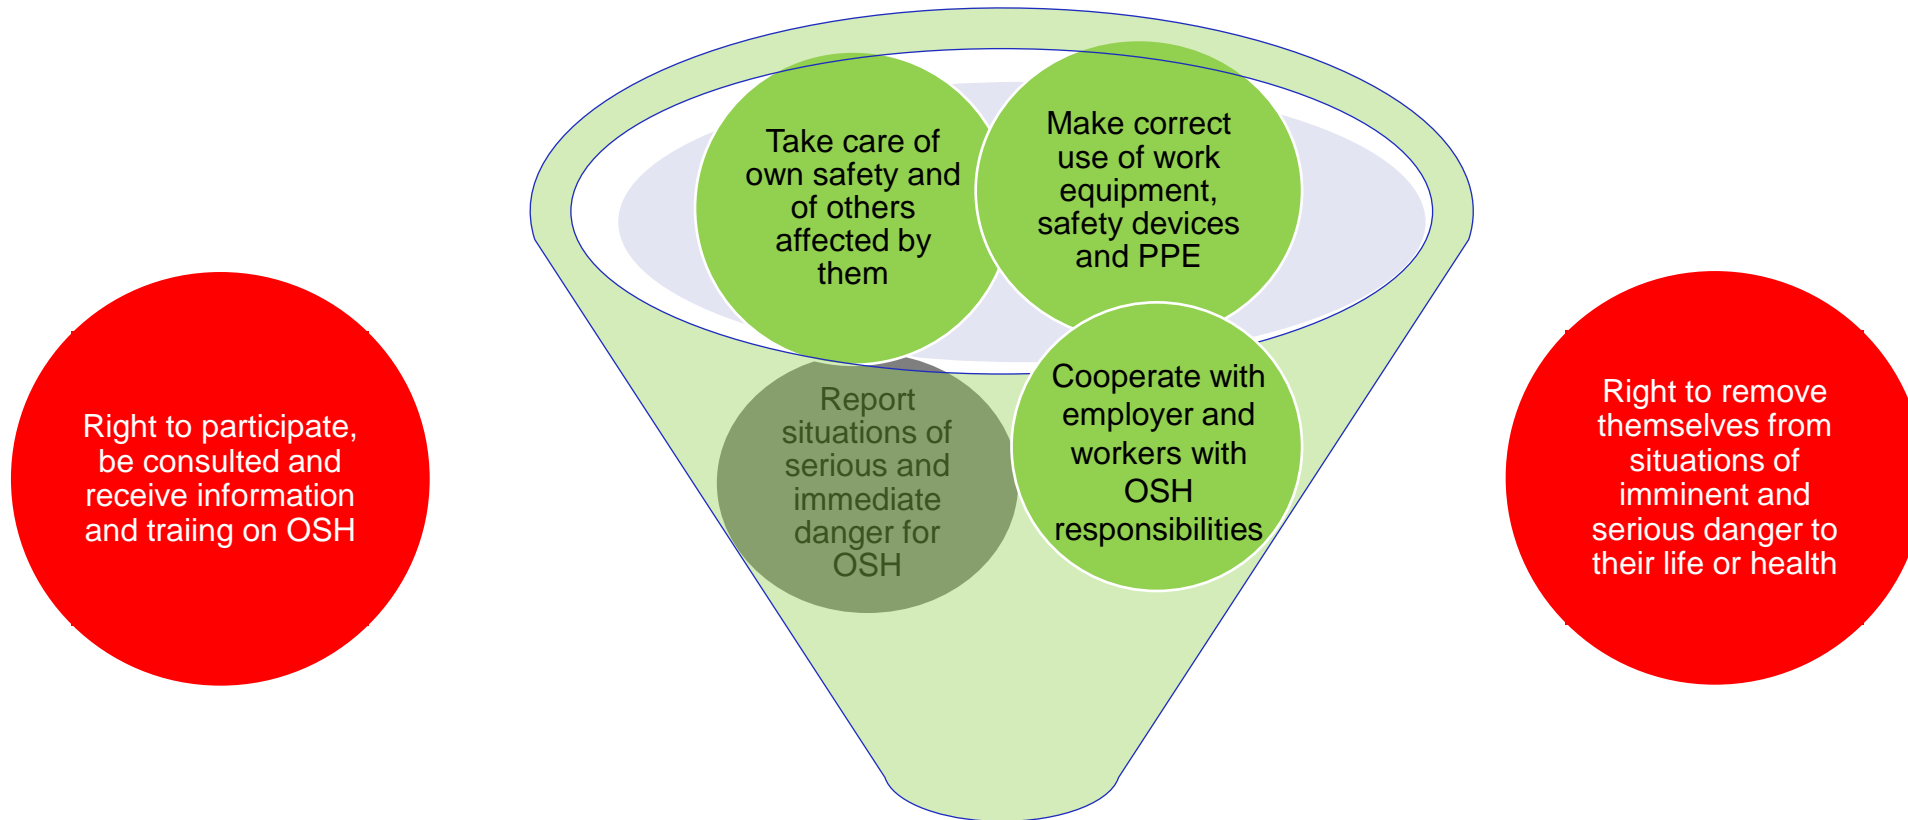 Right to participate,
be consulted and
receive information
and traiing on OSH
Take care of
own safety and
of others
affected by
them
Make correct
use of work
equipment,
safety devices
and PPE
Report
situations of
serious and
immediate
danger for
OSH
Cooperate with
employer and
workers with
OSH
responsibilities
Right to remove
themselves from
situations of
imminent and
serious danger to
their life or health